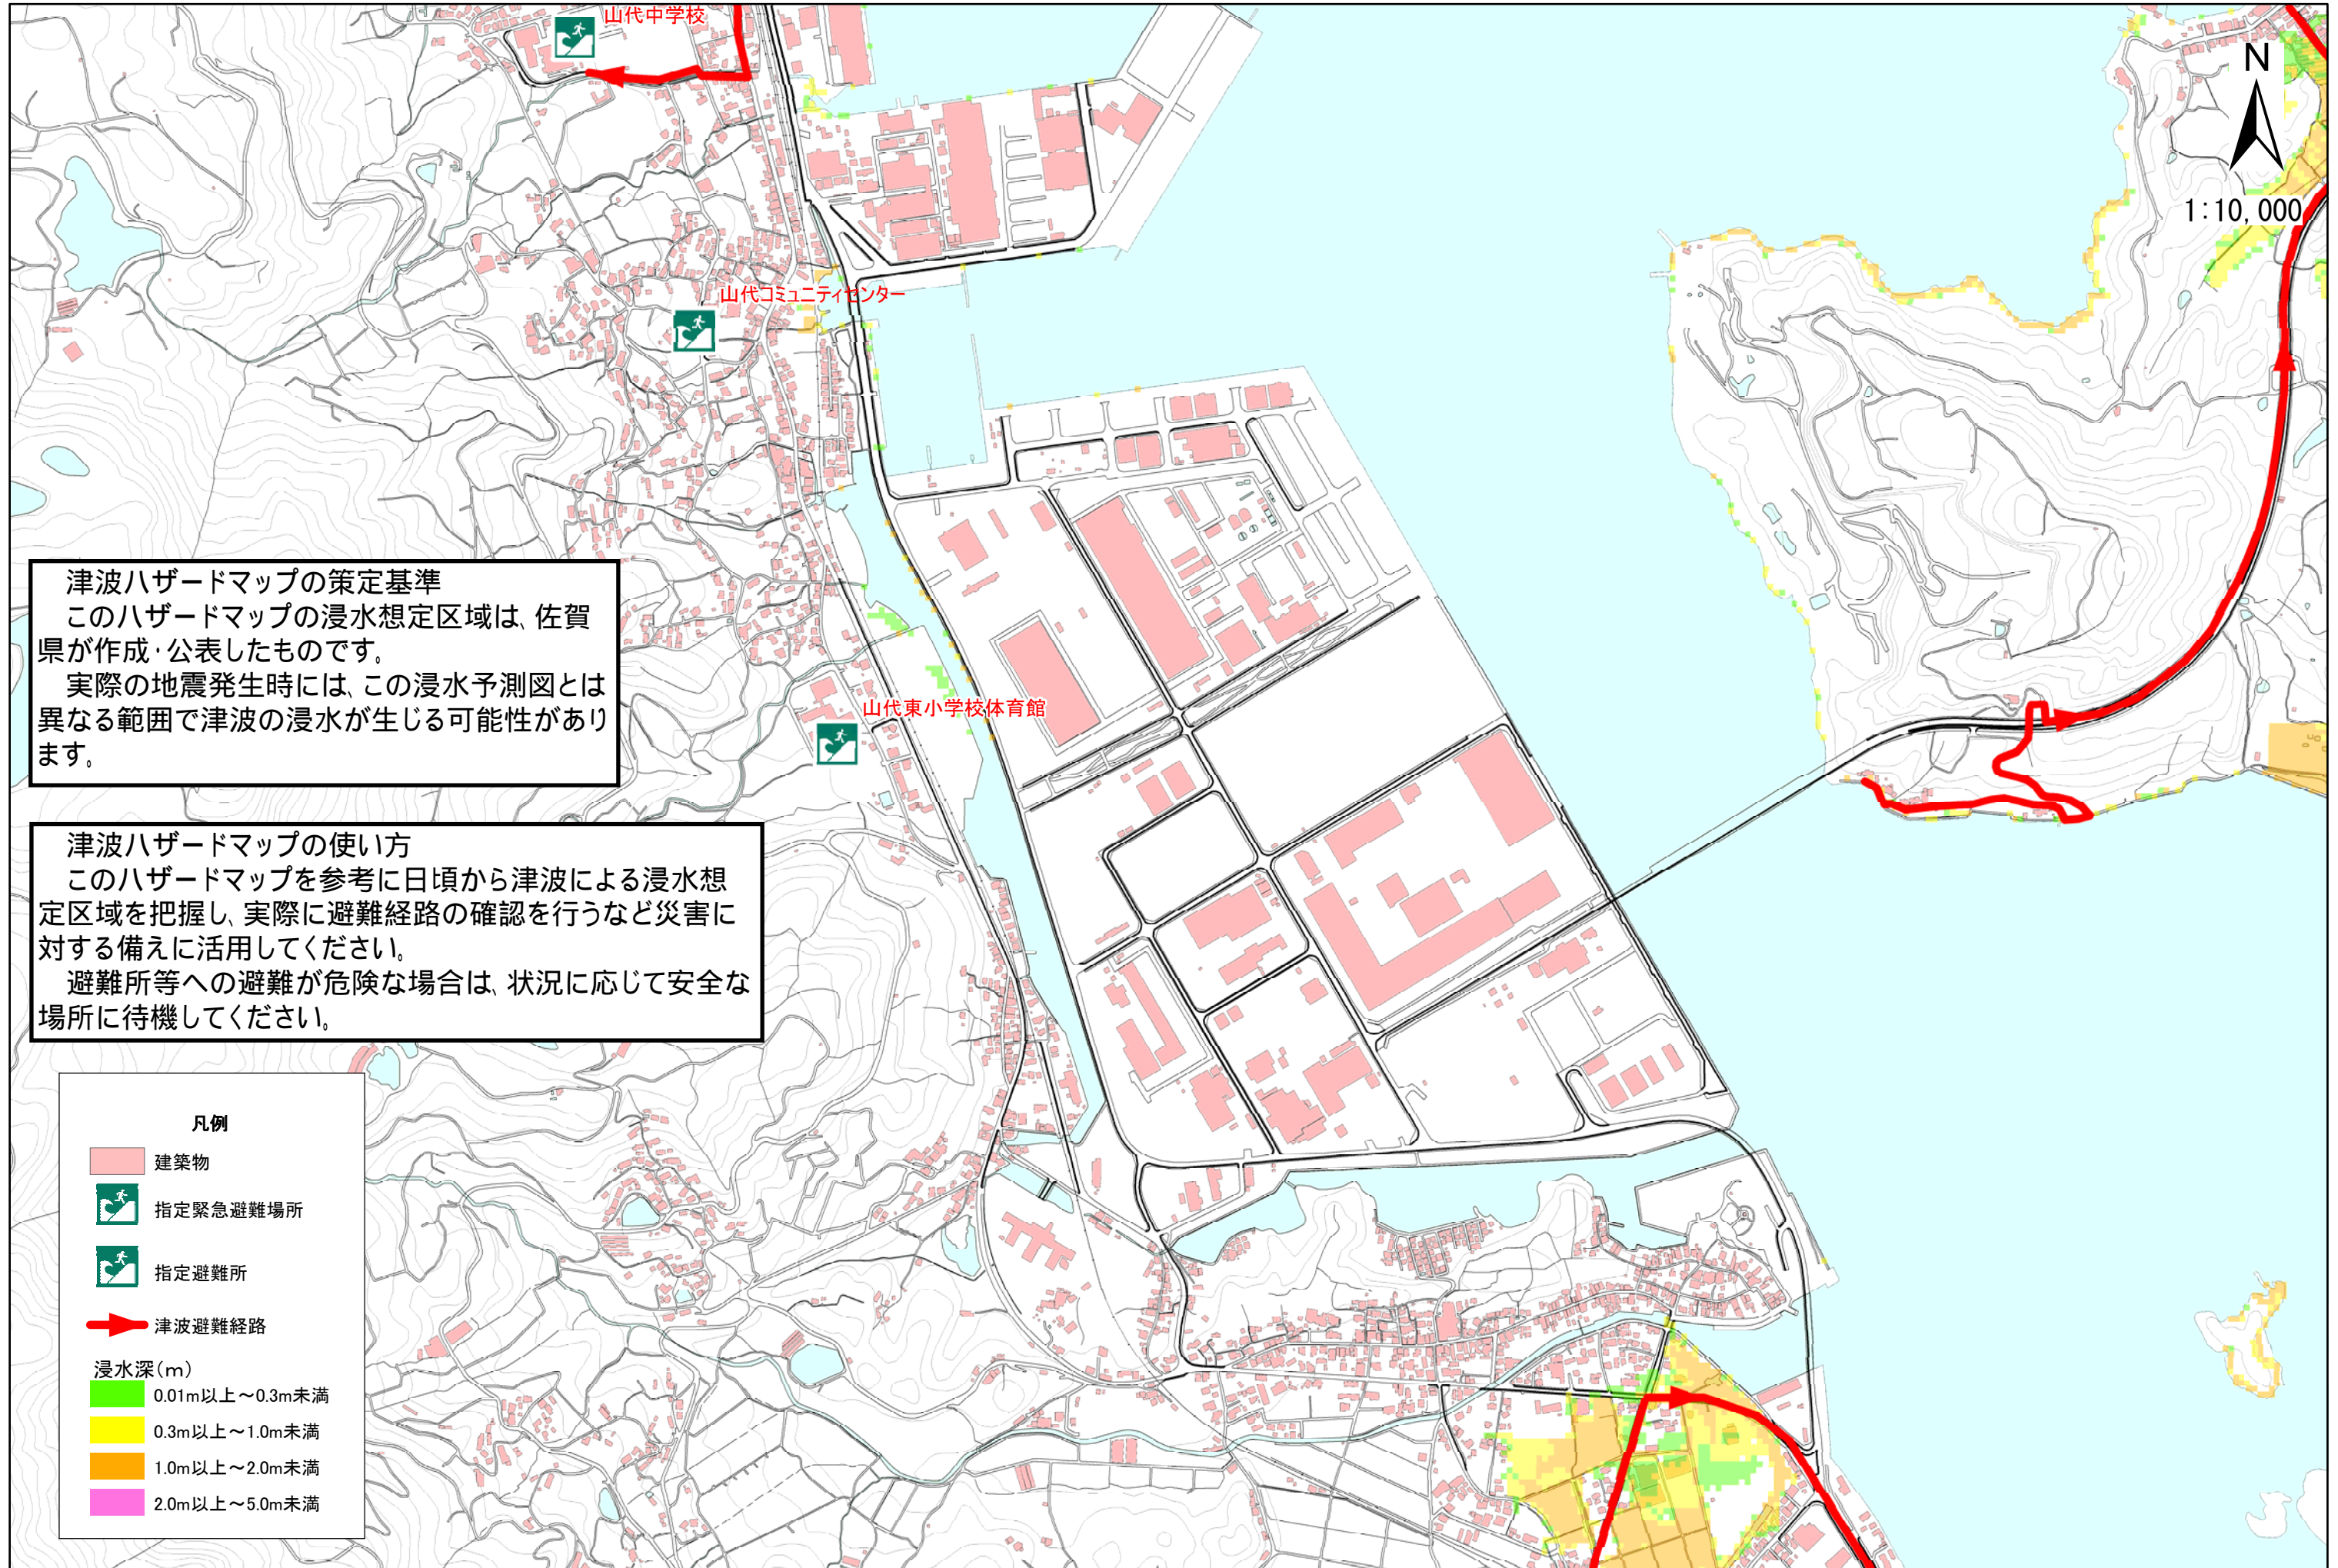 山代中学校
N
1:10,000
山代コミュニティセンター
津波ハザードマップの策定基準
このハザードマップの浸水想定区域は、佐賀
県が作成・公表したものです。
実際の地震発生時には、この浸水予測図とは
異なる範囲で津波の浸水が生じる可能性があり
ます。
山代東小学校体育館
津波ハザードマップの使い方
このハザードマップを参考に日頃から津波による浸水想
定区域を把握し、実際に避難経路の確認を行うなど災害に
対する備えに活用してください。
避難所等への避難が危険な場合は、状況に応じて安全な
場所に待機してください。
凡例
建築物
指定緊急避難場所
指定避難所
津波避難経路
浸水深(m)
0.01m以上～0.3m未満
0.3m以上～1.0m未満
1.0m以上～2.0m未満
2.0m以上～5.0m未満